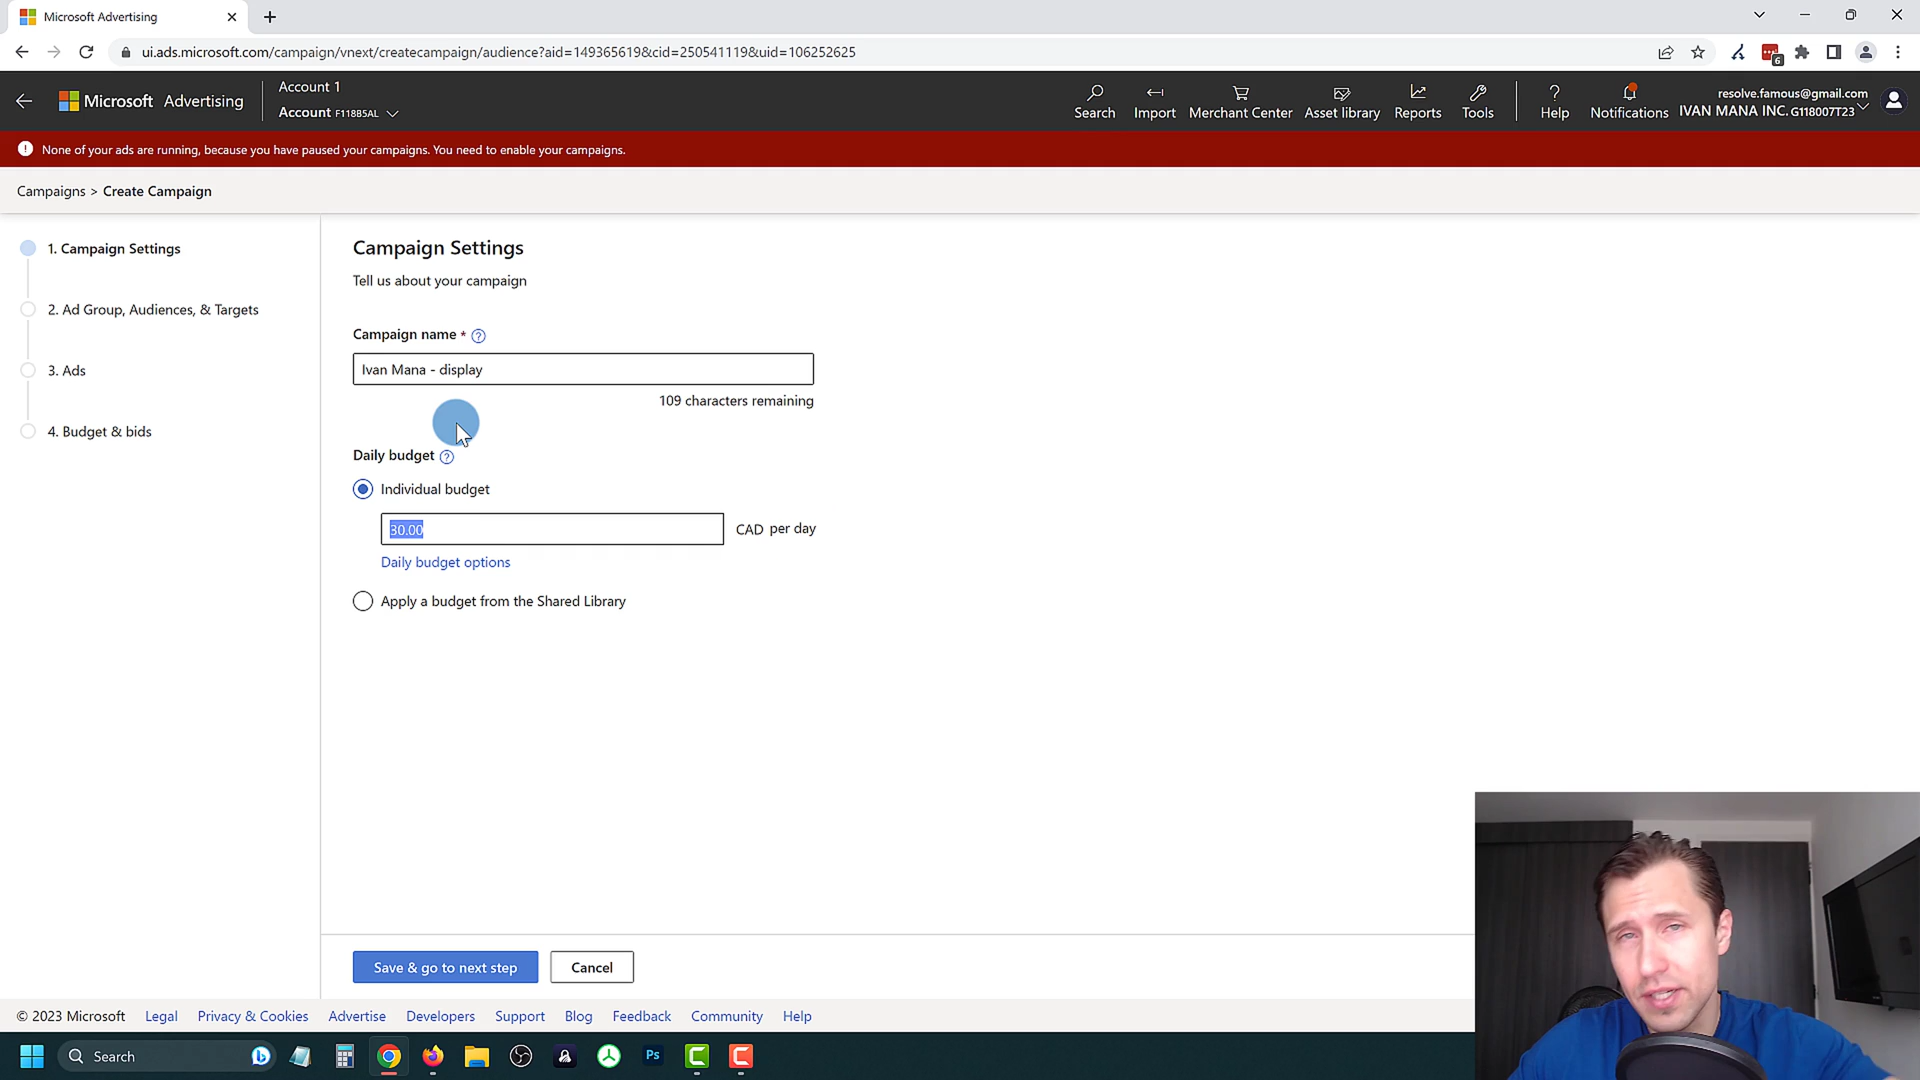 Microsoft Advertising
ui.ads.microsoft.com/campaign/vnext/createcampaign/audience?aid=149365619&cid=250541119&uid=106252625
6
Microsoft Advertising
Account 1
Account F118B5AL
Search
Import
Merchant Center
Asset library
Reports
Tools
Help
Notifications
resolve.famous@gmail.com
IVAN MANA INC. G118007T23
None of your ads are running, because you have paused your campaigns. You need to enable your campaigns.
Campaigns > Create Campaign
1. Campaign Settings
2. Ad Group, Audiences, & Targets
3. Ads
4. Budget & bids
Campaign Settings
Tell us about your campaign
Campaign name * ?
Ivan Mana - display
109 characters remaining
Daily budget ?
Individual budget
30.00 CAD per day
Daily budget options
Apply a budget from the Shared Library
Save & go to next step Cancel
© 2023 Microsoft Legal Privacy & Cookies Advertise Developers Support Blog Feedback Community Help
Search
Ps